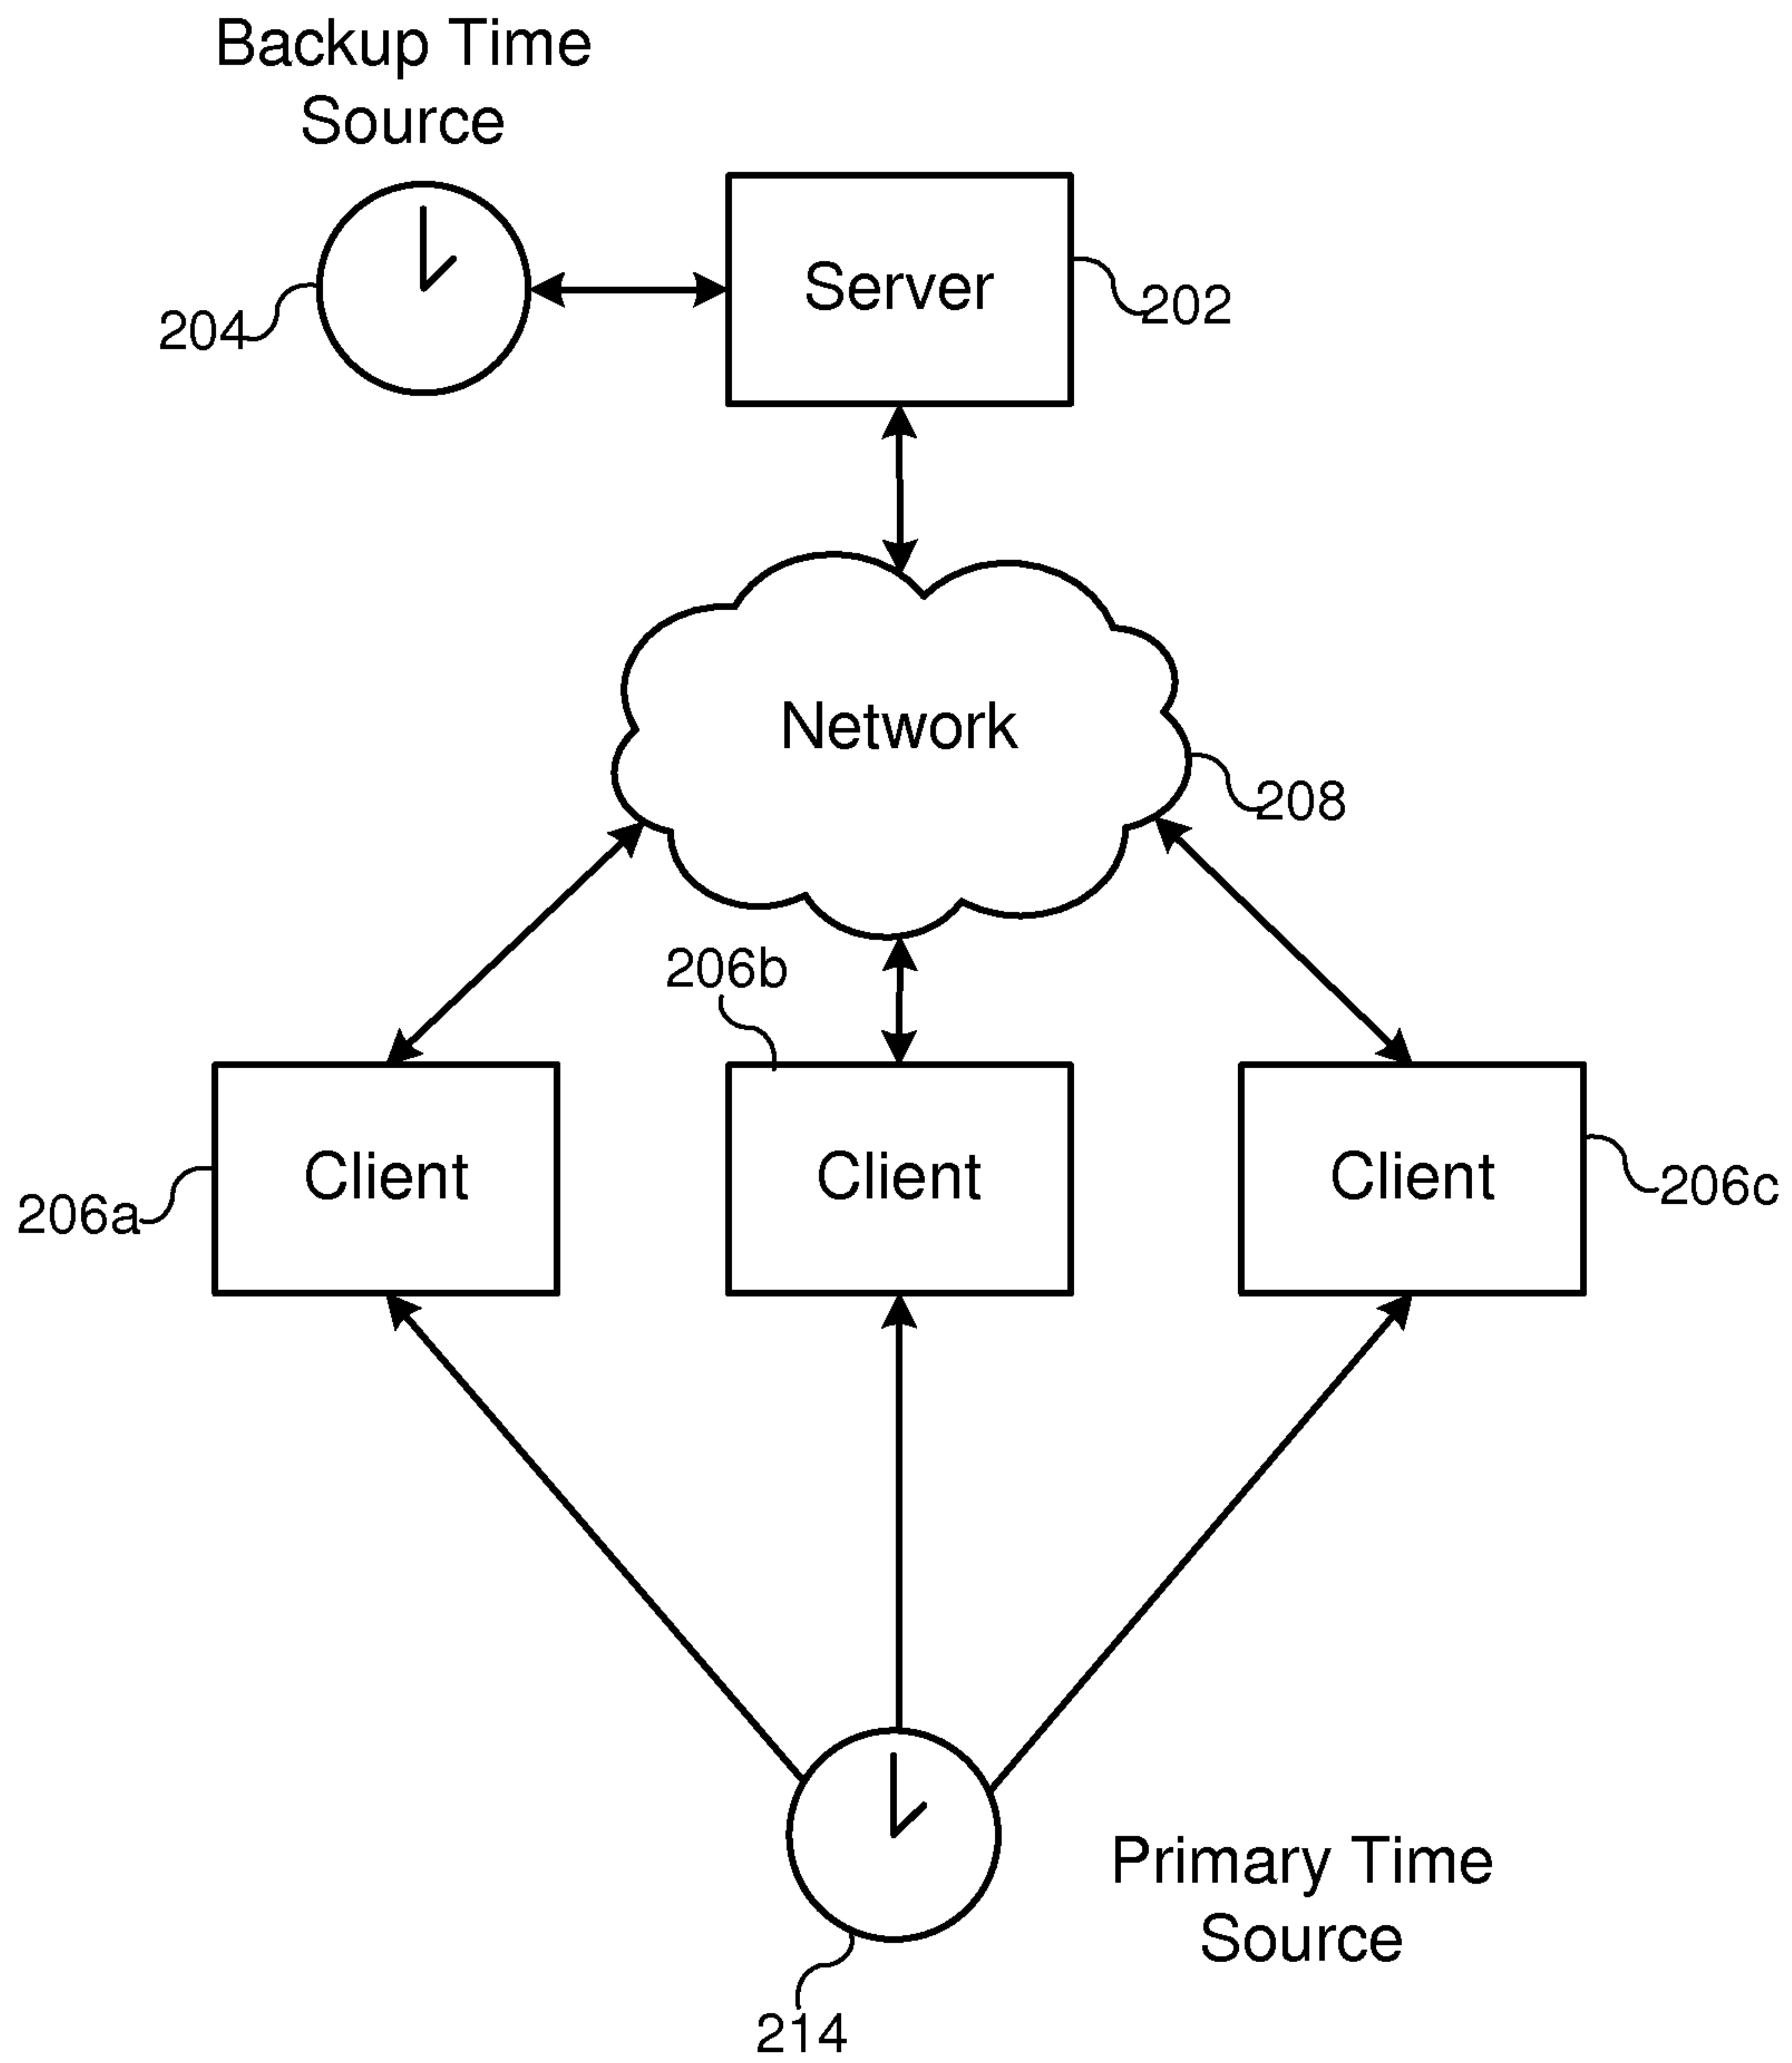 Backup Time
Source
Server
204
202
Network
208
206b
Client
Client
Client
206a
206c
Primary Time
Source
214